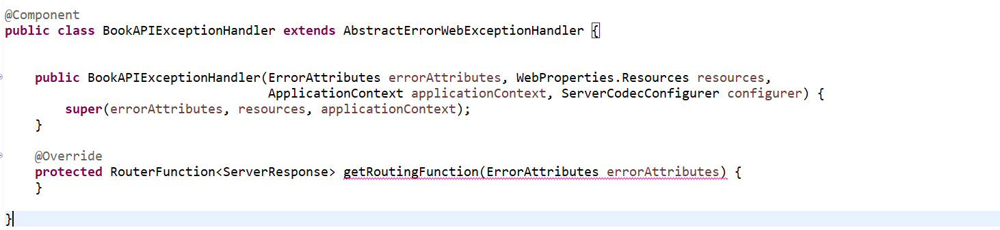 @Component
public class BookAPIExceptionHandler extends AbstractErrorWebExceptionHandler {
public BookAPIExceptionHandler(ErrorAttributes errorAttributes, WebProperties.Resources resources,
ApplicationContext applicationContext, ServerCodecConfigurer configurer) {
super(errorAttributes, resources, applicationContext);
}
@Override
protected RouterFunction<ServerResponse> getRoutingFunction(ErrorAttributes errorAttributes) {
}
}